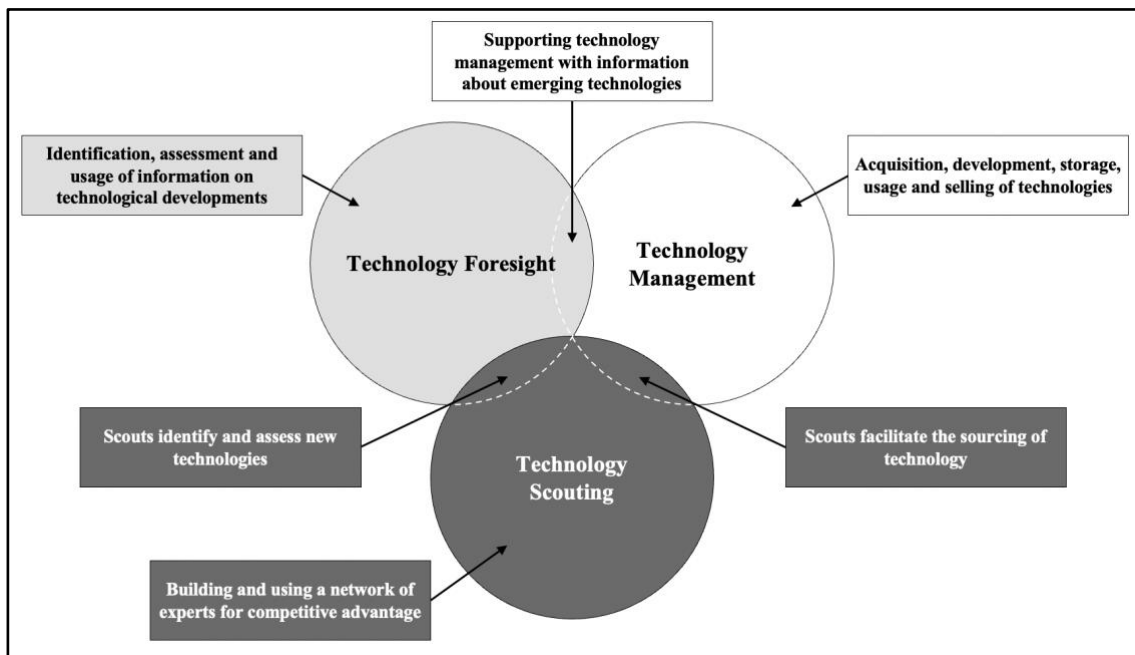 Supporting technology
management with information
about emerging technologies
Identification, assessment and
usage of information on
technological developments
Acquisition, development, storage,
usage and selling of technologies
Technology Foresight
Technology
Management
Scouts identify and assess new
technologies
Scouts facilitate the sourcing of
technology
Technology
Scouting
Building and using a network of
experts for competitive advantage